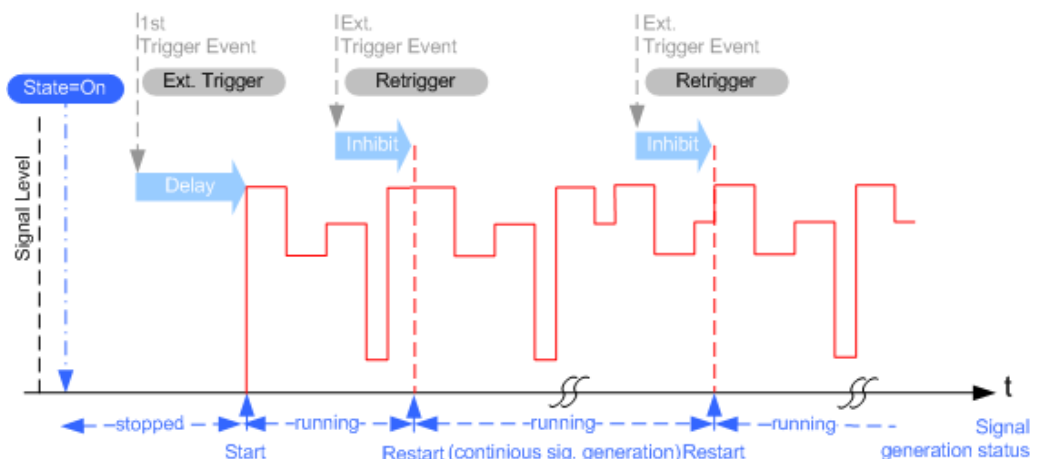 1st
Trigger Event
Ext.
Trigger Event
Ext.
Trigger Event
State=On
Ext. Trigger
Retrigger
Retrigger
Inhibit
Inhibit
Delay
Signal Level
t
stopped
running
running
running
Signal
generation status
Start
Restart
(continious sig. generation)
Restart